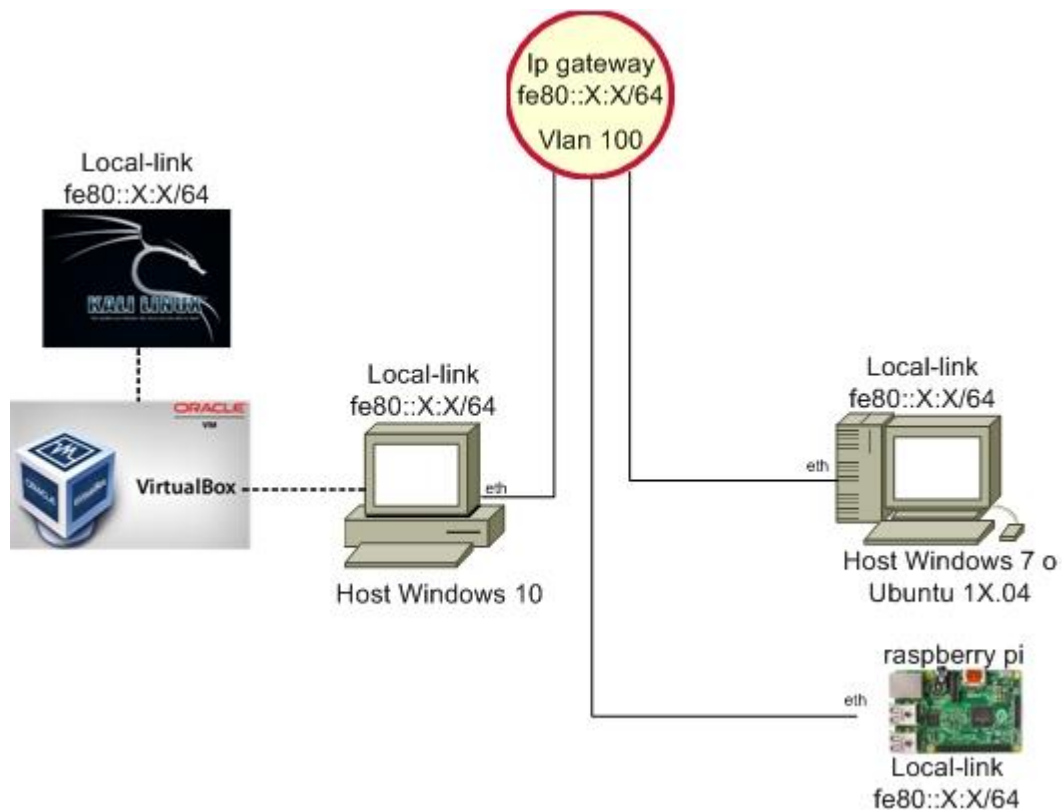 Ip gateway
fe80::X:X/64
Vlan 100
Local-link
fe80::X:X/64
KALI LINUX
ORACLE
VM
VirtualBox
Local-link
fe80::X:X/64
eth
Host Windows 10
Local-link
fe80::X:X/64
eth
Host Windows 7 o
Ubuntu 1X.04
raspberry pi
eth
Local-link
fe80::X:X/64